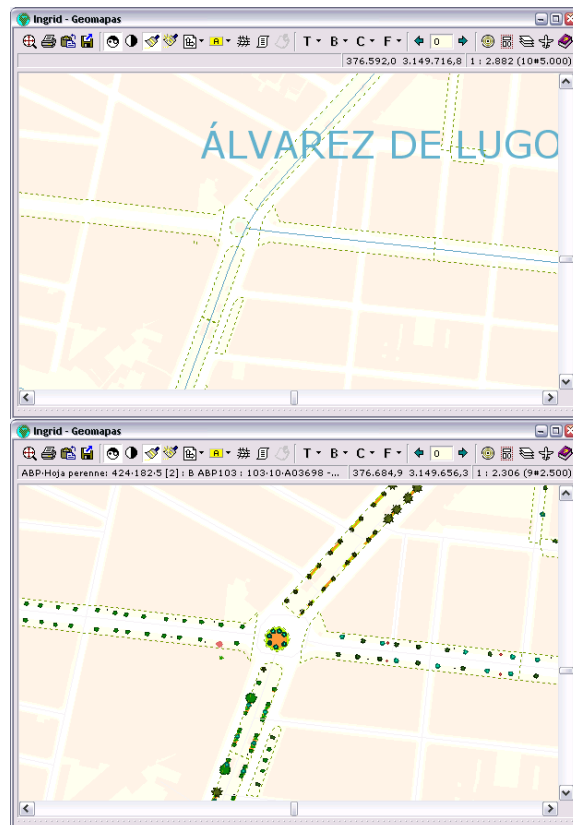 Ingrid - Geomapas
A T B C F 0
376.592,0 3.149.716,8 1 : 2.882 (10#5.000)
ÁLVAREZ DE LUGO
Ingrid - Geomapas
A T B C F 0
ABP·Hoja perenne: 424·182·5 [2] : B ABP103 : 103·10·A03698 -... 376.684,9 3.149.656,3 1 : 2.306 (9#2.500)